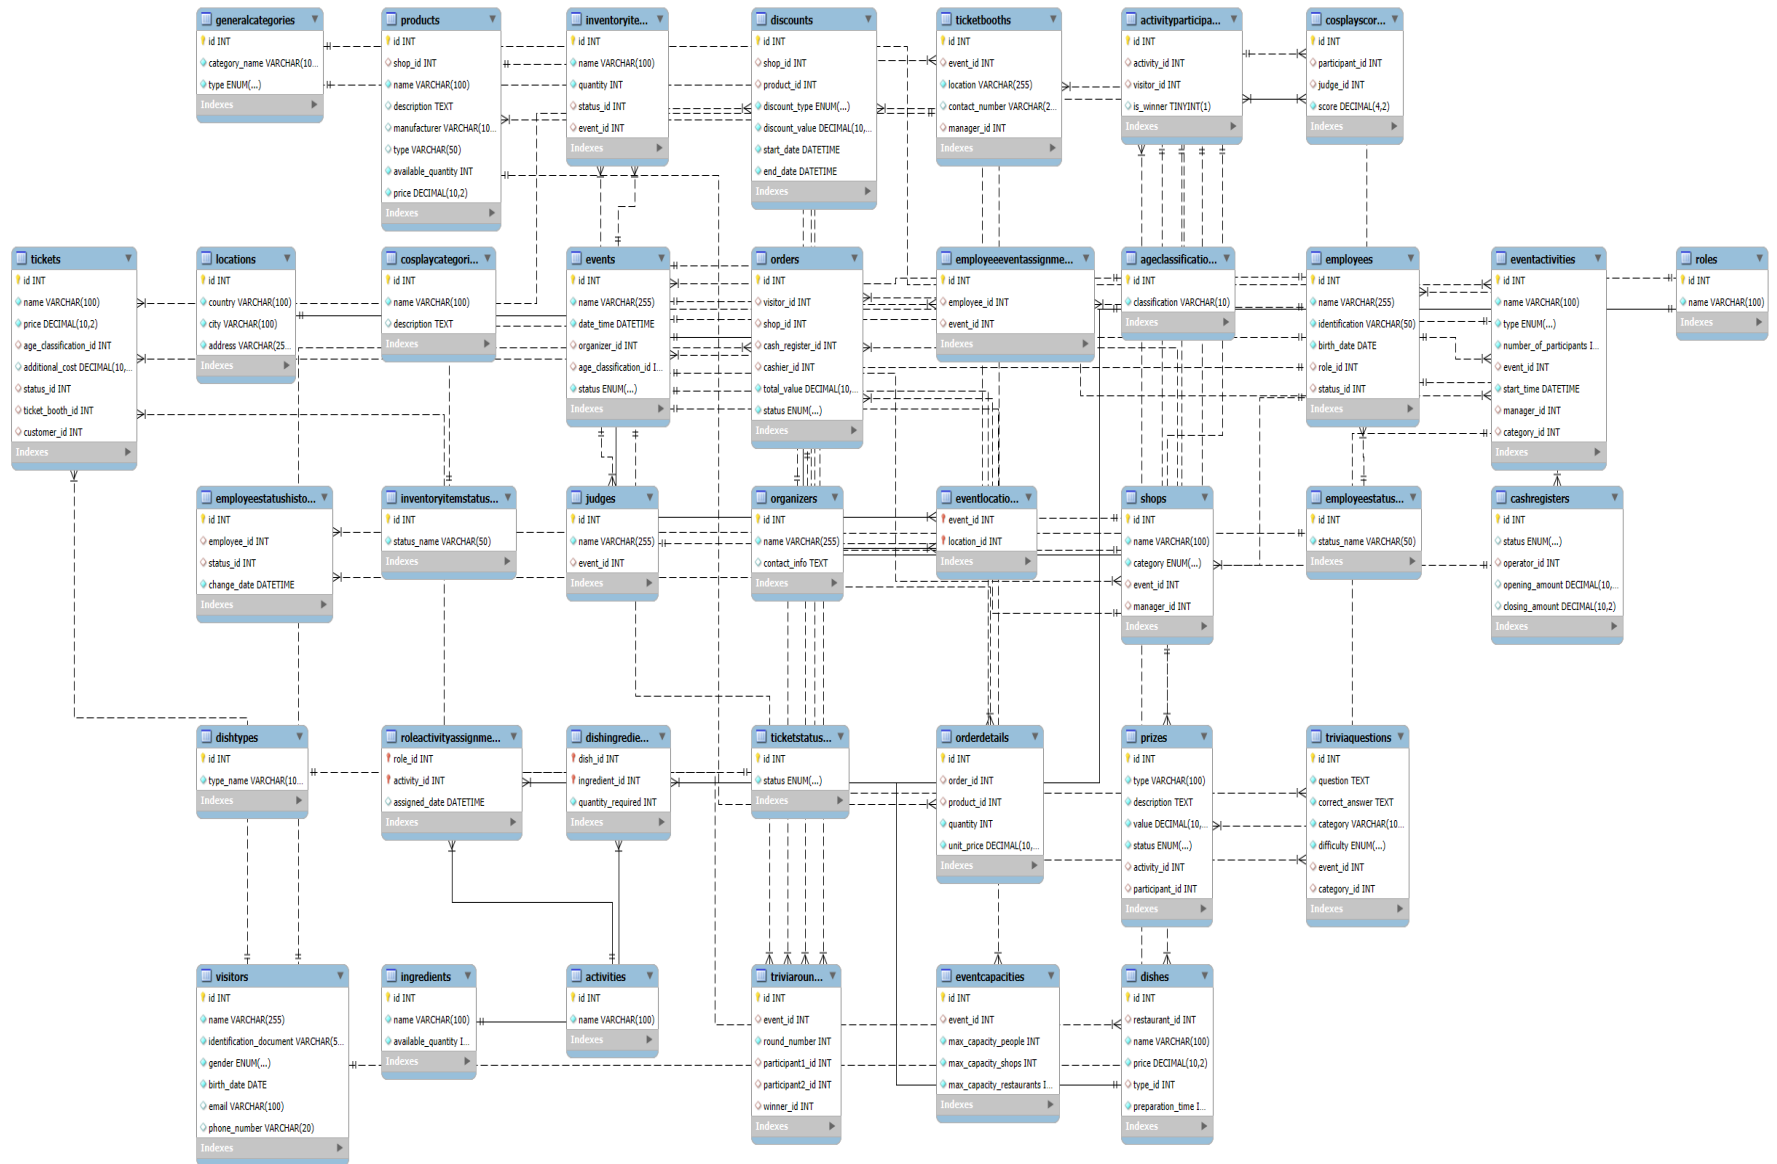 generalcategories
id INT
category_name VARCHAR(10...
type ENUM(...)
Indexes
products
id INT
shop_id INT
name VARCHAR(100)
description TEXT
manufacturer VARCHAR(10...
type VARCHAR(50)
available_quantity INT
price DECIMAL(10,2)
Indexes
inventoryite...
id INT
name VARCHAR(100)
quantity INT
status_id INT
event_id INT
Indexes
discounts
id INT
shop_id INT
product_id INT
discount_type ENUM(...)
discount_value DECIMAL(10,...
start_date DATETIME
end_date DATETIME
Indexes
ticketbooths
id INT
event_id INT
location VARCHAR(255)
contact_number VARCHAR(2...
manager_id INT
Indexes
activityparticipa...
id INT
activity_id INT
visitor_id INT
is_winner TINYINT(1)
Indexes
cosplayscor...
id INT
participant_id INT
judge_id INT
score DECIMAL(4,2)
Indexes
tickets
id INT
name VARCHAR(100)
price DECIMAL(10,2)
age_classification_id INT
additional_cost DECIMAL(10,...
status_id INT
ticket_booth_id INT
customer_id INT
Indexes
locations
id INT
country VARCHAR(100)
city VARCHAR(100)
address VARCHAR(25...
Indexes
cosplaycategori...
id INT
name VARCHAR(100)
description TEXT
Indexes
events
id INT
name VARCHAR(255)
date_time DATETIME
organizer_id INT
age_classification_id I...
status ENUM(...)
Indexes
orders
id INT
visitor_id INT
shop_id INT
cash_register_id INT
cashier_id INT
total_value DECIMAL(10,...
status ENUM(...)
Indexes
employeeeventassignme...
id INT
employee_id INT
event_id INT
Indexes
ageclassificatio...
id INT
classification VARCHAR(10)
Indexes
employees
id INT
name VARCHAR(255)
identification VARCHAR(50)
birth_date DATE
role_id INT
status_id INT
Indexes
eventactivities
id INT
name VARCHAR(100)
type ENUM(...)
number_of_participants I...
event_id INT
start_time DATETIME
manager_id INT
category_id INT
Indexes
roles
id INT
name VARCHAR(100)
Indexes
employeestatushisto...
id INT
employee_id INT
status_id INT
change_date DATETIME
Indexes
inventoryitemstatus...
id INT
status_name VARCHAR(50)
Indexes
judges
id INT
name VARCHAR(255)
event_id INT
Indexes
organizers
id INT
name VARCHAR(255)
contact_info TEXT
Indexes
eventlocatio...
event_id INT
location_id INT
Indexes
shops
id INT
name VARCHAR(100)
category ENUM(...)
event_id INT
manager_id INT
Indexes
employeestatus...
id INT
status_name VARCHAR(50)
Indexes
cashregisters
id INT
status ENUM(...)
operator_id INT
opening_amount DECIMAL(10,...
closing_amount DECIMAL(10,2)
Indexes
dishtypes
id INT
type_name VARCHAR(10...
Indexes
roleactivityassignme...
role_id INT
activity_id INT
assigned_date DATETIME
Indexes
dishingredie...
dish_id INT
ingredient_id INT
quantity_required INT
Indexes
ticketstatus...
id INT
status ENUM(...)
Indexes
orderdetails
id INT
order_id INT
product_id INT
quantity INT
unit_price DECIMAL(10,...
Indexes
prizes
id INT
type VARCHAR(100)
description TEXT
value DECIMAL(10,...
status ENUM(...)
activity_id INT
participant_id INT
Indexes
triviaquestions
id INT
question TEXT
correct_answer TEXT
category VARCHAR(10...
difficulty ENUM(...)
event_id INT
category_id INT
Indexes
visitors
id INT
name VARCHAR(255)
identification_document VARCHAR(5...
gender ENUM(...)
birth_date DATE
email VARCHAR(100)
phone_number VARCHAR(20)
Indexes
ingredients
id INT
name VARCHAR(100)
available_quantity I...
Indexes
activities
id INT
name VARCHAR(100)
Indexes
triviaroun...
id INT
event_id INT
round_number INT
participant1_id INT
participant2_id INT
winner_id INT
Indexes
eventcapacities
id INT
event_id INT
max_capacity_people INT
max_capacity_shops INT
max_capacity_restaurants I...
Indexes
dishes
id INT
restaurant_id INT
name VARCHAR(100)
price DECIMAL(10,2)
type_id INT
preparation_time I...
Indexes